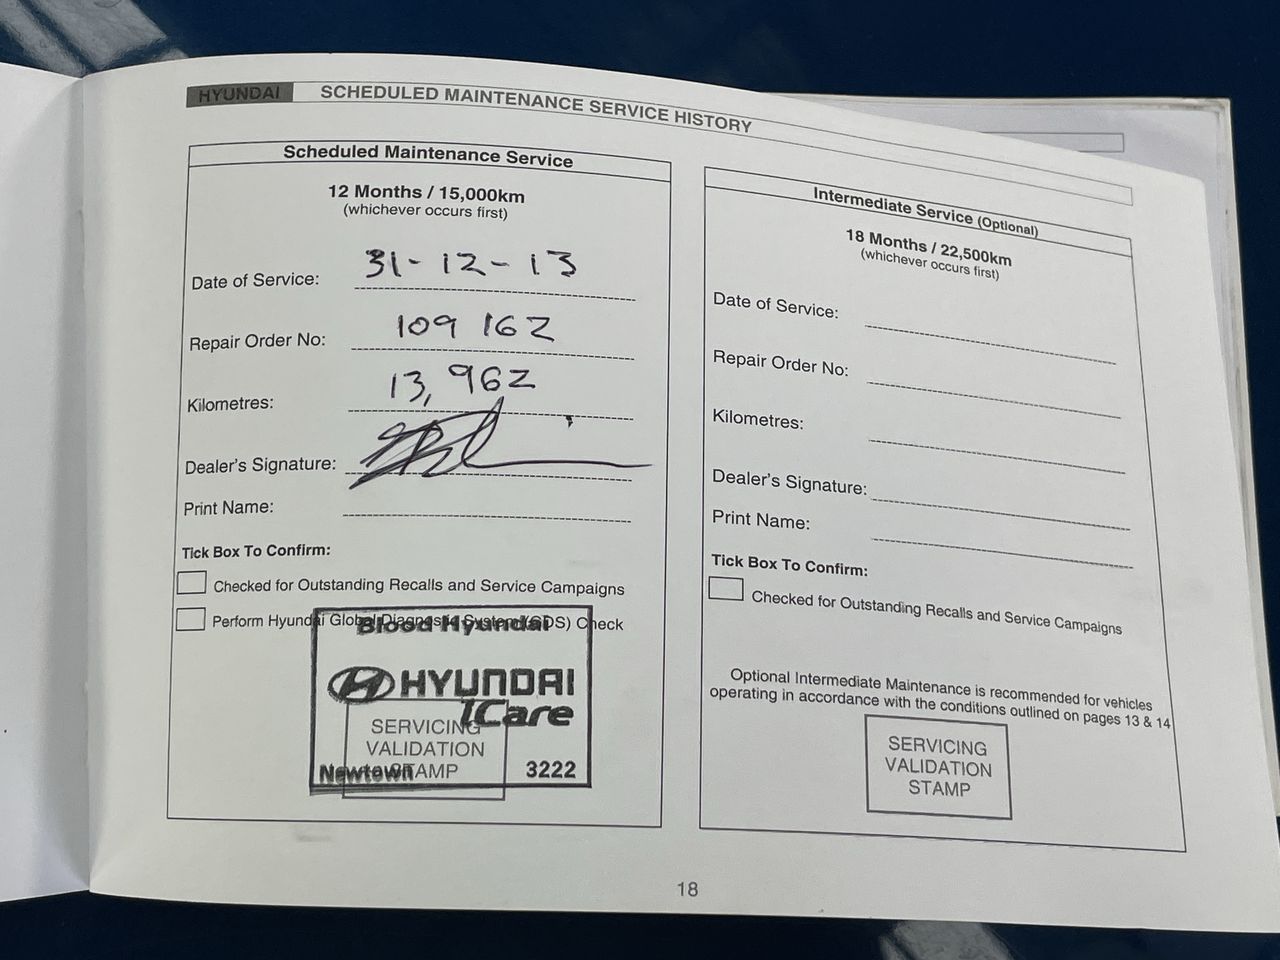 HYUNDAI SCHEDULED MAINTENANCE SERVICE HISTORY
Scheduled Maintenance Service
12 Months / 15,000km
(whichever occurs first)
Date of Service: 31-12-13
Repair Order No: 109 162
Kilometres: 13,962
Dealer's Signature:
Print Name:
Tick Box To Confirm:
Checked for Outstanding Recalls and Service Campaigns
Perform Hyundai Global Diagnostic System (GDS) Check
Blood Hyundai
HYUNDAI
iCare
SERVICING
VALIDATION
STAMP
Newtown 3222
Intermediate Service (Optional)
18 Months / 22,500km
(whichever occurs first)
Date of Service:
Repair Order No:
Kilometres:
Dealer's Signature:
Print Name:
Tick Box To Confirm:
Checked for Outstanding Recalls and Service Campaigns
Optional Intermediate Maintenance is recommended for vehicles
operating in accordance with the conditions outlined on pages 13 & 14
SERVICING
VALIDATION
STAMP
18